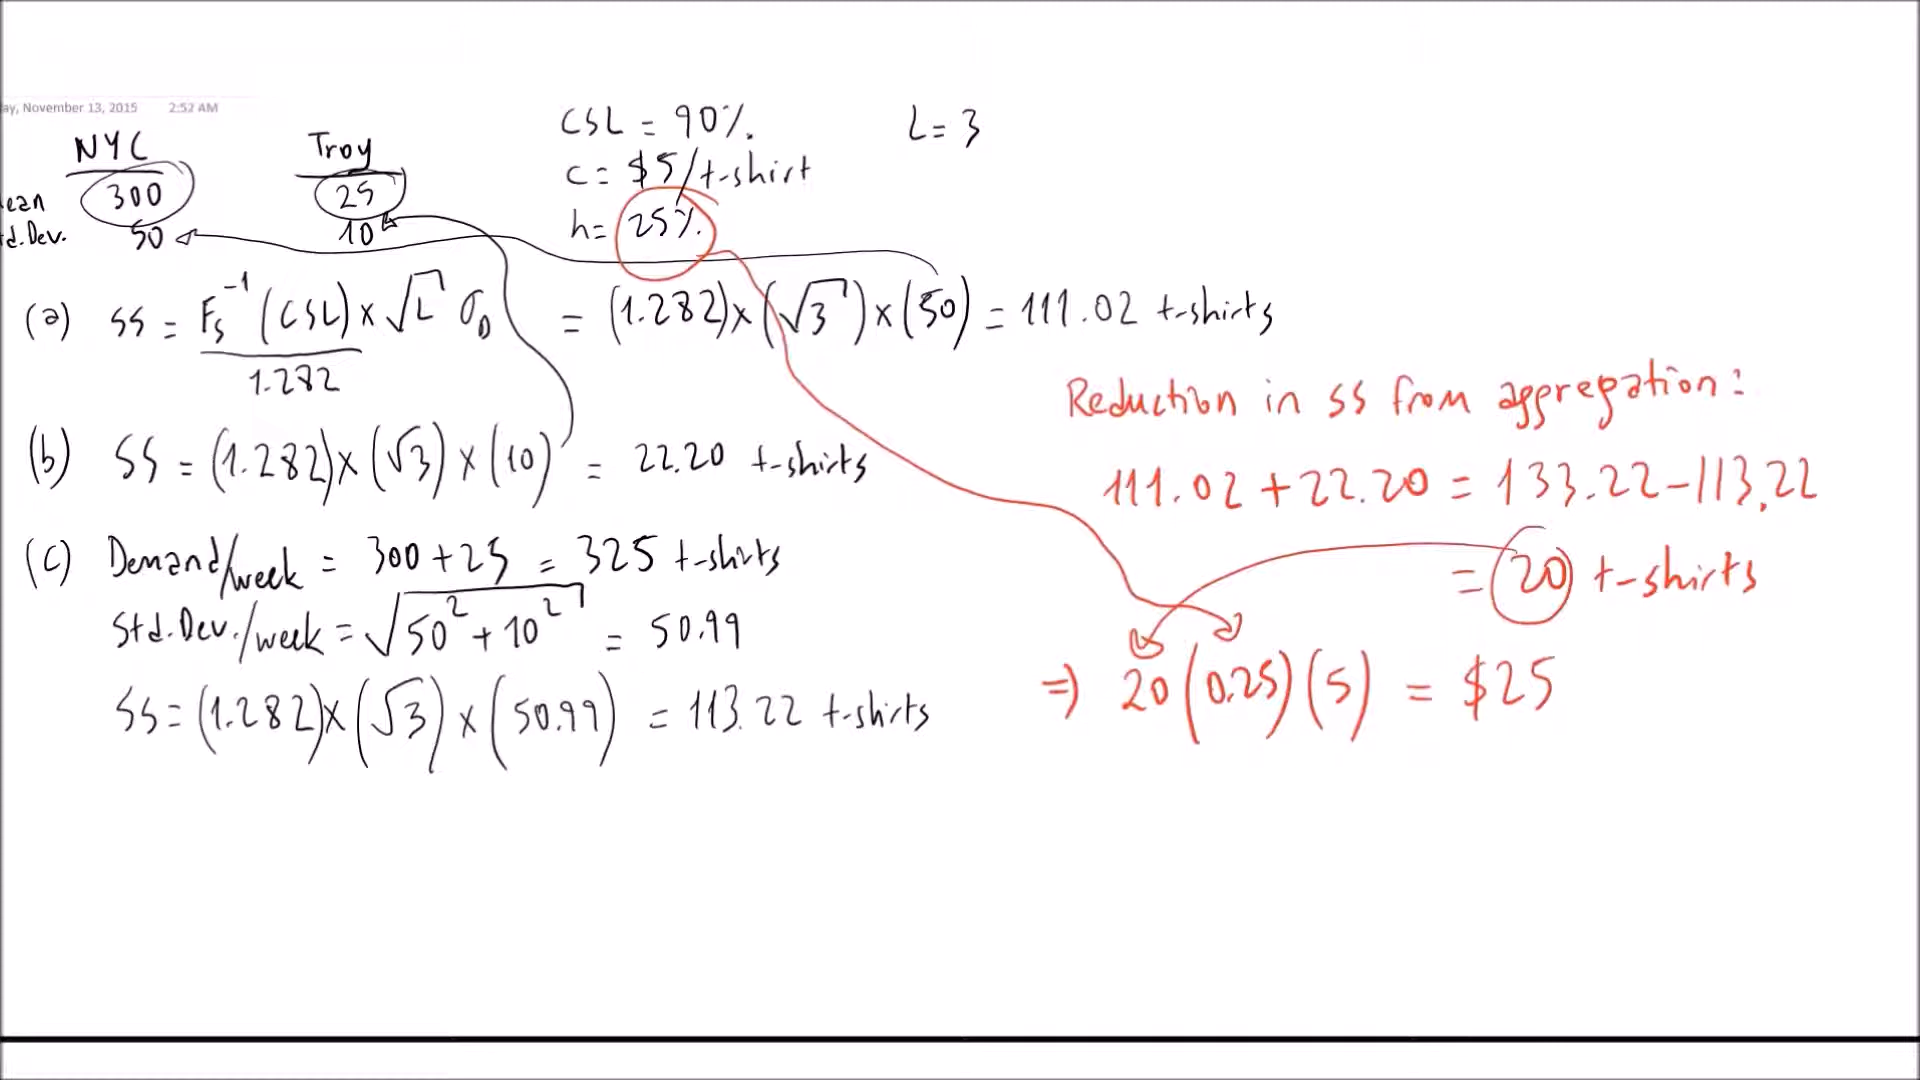 ay, November 13, 2015 2:52 AM
NYC Troy CSL = 90%. L = 3
c = $5/t-shirt
ean 300 25 h = 25%.
d.Dev. 50 10
(a) SS = Fs⁻¹ (CSL) x √L σD = (1.282) x (√3) x (50) = 111.02 t-shirts
1.282
Reduction in ss from aggregation:
(b) SS = (1.282) x (√3) x (10) = 22.20 t-shirts
111.02 + 22.20 = 133.22 - 113.22
(c) Demand/week = 300 + 25 = 325 t-shirts
= 20 t-shirts
Std.Dev./week = √50² + 10² = 50.99
SS = (1.282) x (√3) x (50.99) = 113.22 t-shirts
⇒ 20 (0.25) (5) = $25